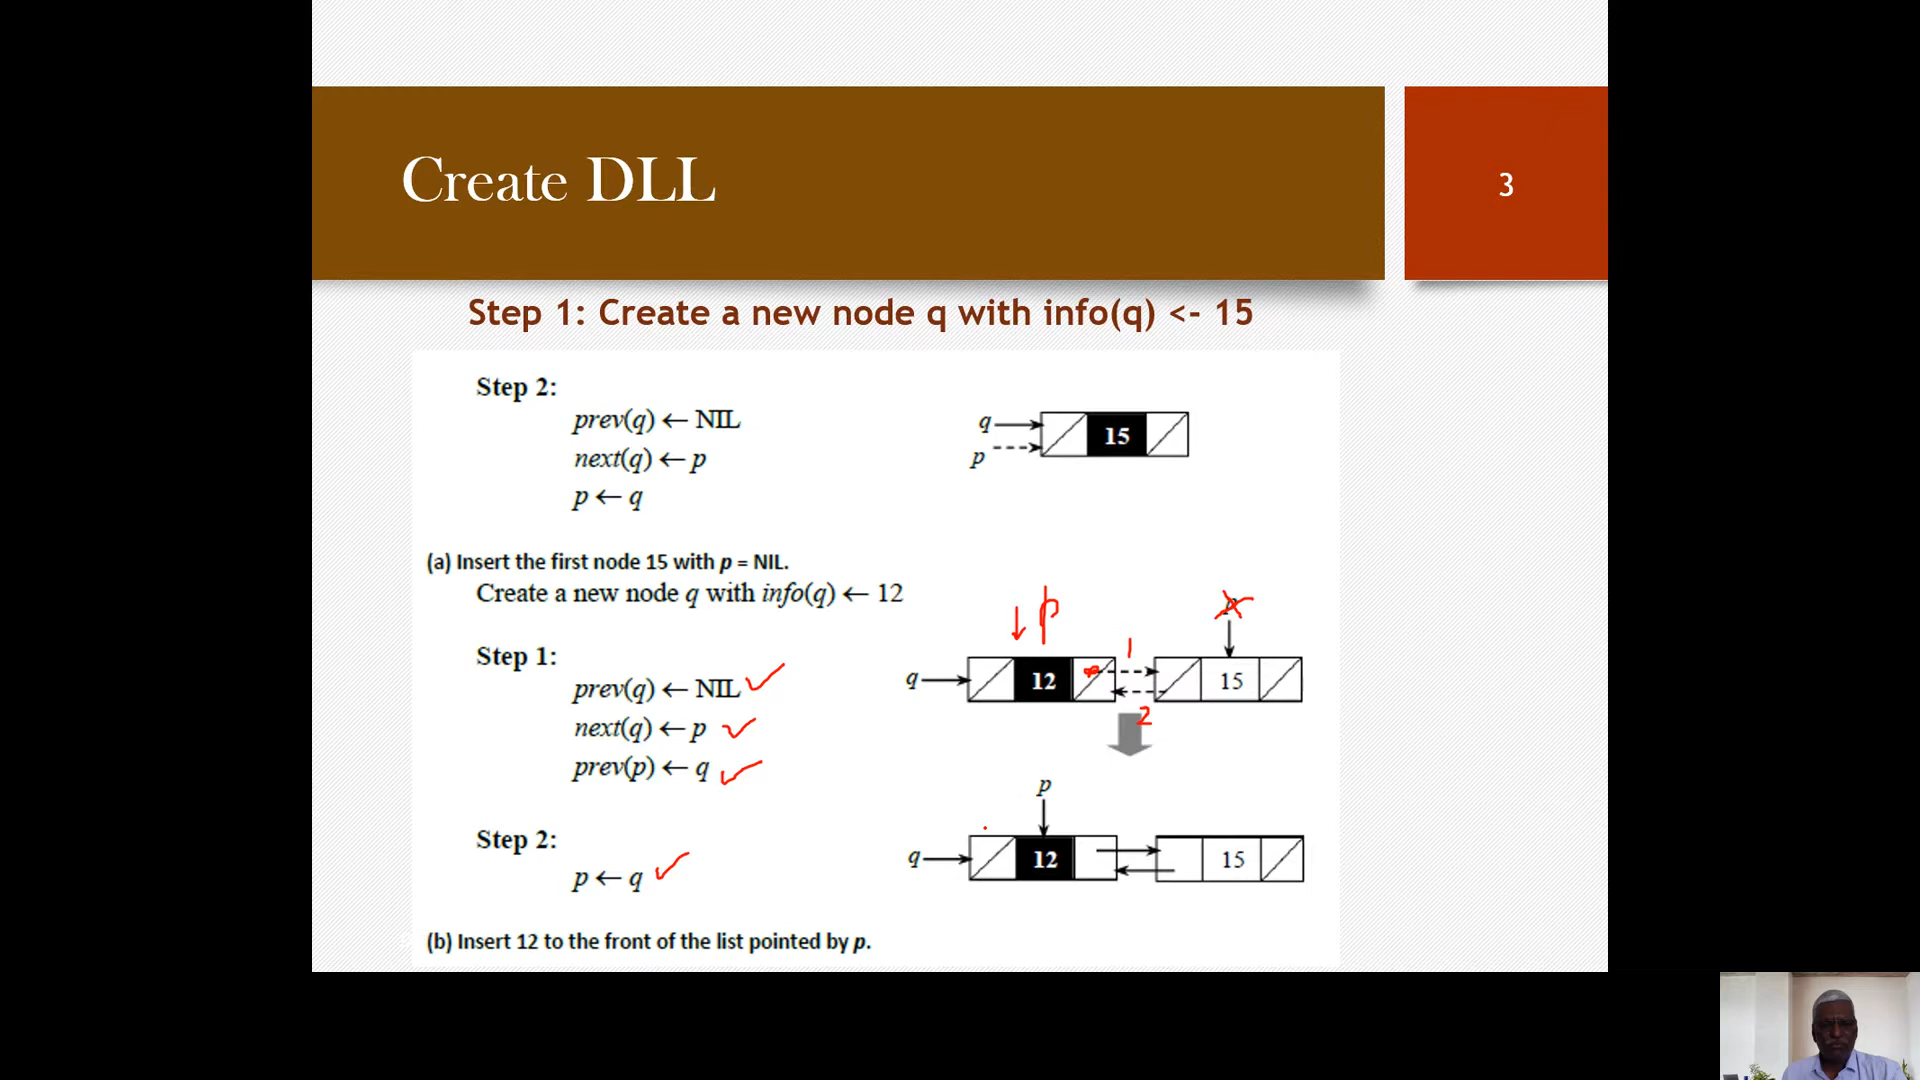 Create DLL
3
Step 1: Create a new node q with info(q) <- 15
Step 2:
prev(q) ← NIL
next(q) ← p
p ← q
q
p
15
(a) Insert the first node 15 with p = NIL.
Create a new node q with info(q) ← 12
Step 1:
prev(q) ← NIL
next(q) ← p
prev(p) ← q
p
1
q
12
15
2
Step 2:
p ← q
p
q
12
15
(b) Insert 12 to the front of the list pointed by p.